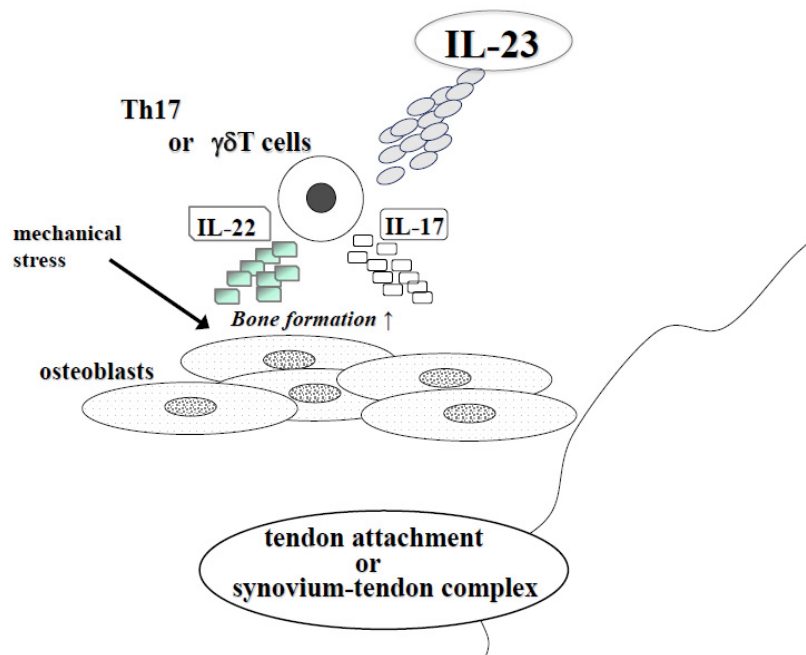 IL-23
Th17
or γδT cells
IL-22
IL-17
mechanical
stress
Bone formation ↑
osteoblasts
tendon attachment
or
synovium-tendon complex